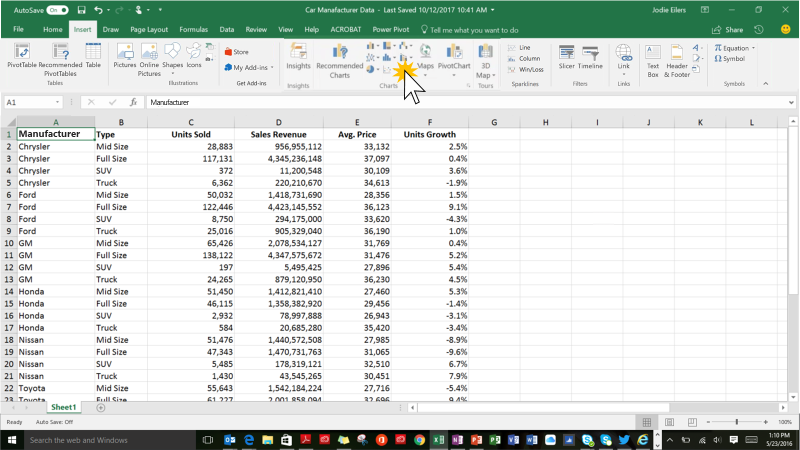 AutoSave On Car Manufacturer Data - Last Saved 10/12/2017 10:41 AM Jodie Eilers
File Home Insert Draw Page Layout Formulas Data Review View Help ACROBAT Power Pivot Tell me what you want to do Share Show History
PivotTable Recommended PivotTables Table Pictures Online Pictures Shapes Icons Store My Add-ins Insights Recommended Charts Maps PivotChart 3D Map Line Column Win/Loss Slicer Timeline Link Text Box Header & Footer Equation Symbol
Tables Illustrations Get Add-ins Insights Charts Tours Sparklines Filters Links Text Symbols
A1 fx Manufacturer
A B C D E F G H I J K L
1 Manufacturer Type Units Sold Sales Revenue Avg. Price Units Growth
2 Chrysler Mid Size 28,883 956,955,112 33,132 2.5%
3 Chrysler Full Size 117,131 4,345,236,148 37,097 0.4%
4 Chrysler SUV 372 11,200,548 30,109 3.6%
5 Chrysler Truck 6,362 220,210,670 34,613 -1.9%
6 Ford Mid Size 50,032 1,418,731,690 28,356 1.5%
7 Ford Full Size 122,446 4,423,145,552 36,123 9.1%
8 Ford SUV 8,750 294,175,000 33,620 -4.3%
9 Ford Truck 25,016 905,329,040 36,190 1.0%
10 GM Mid Size 65,426 2,078,534,127 31,769 0.4%
11 GM Full Size 138,122 4,347,575,672 31,476 5.2%
12 GM SUV 197 5,495,425 27,896 5.4%
13 GM Truck 24,265 879,120,950 36,230 4.5%
14 Honda Mid Size 51,450 1,412,821,410 27,460 5.3%
15 Honda Full Size 46,115 1,358,382,920 29,456 -1.4%
16 Honda SUV 2,932 78,997,888 26,943 -3.1%
17 Honda Truck 584 20,685,280 35,420 -3.4%
18 Nissan Mid Size 51,476 1,440,572,508 27,985 -8.9%
19 Nissan Full Size 47,343 1,470,731,763 31,065 -9.6%
20 Nissan SUV 5,485 178,319,121 32,510 6.7%
21 Nissan Truck 1,430 43,545,265 30,451 7.9%
22 Toyota Mid Size 55,643 1,542,184,224 27,716 -5.4%
23 Toyota Full Size 61,227 2,001,858,094 32,696 9.4%
Sheet1
Ready Auto Save: Off 100%
Search the web and Windows
1:10 PM
5/23/2016